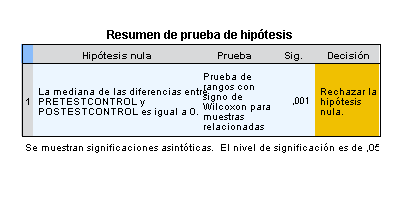 Resumen de prueba de hipótesis
Hipótesis nula Prueba Sig. Decisión
1
La mediana de las diferencias entre
PRETESTCONTROL y
POSTESTCONTROL es igual a 0.
Prueba de
rangos con
signo de
Wilcoxon para
muestras
relacionadas
,001
Rechazar la
hipótesis
nula.
Se muestran significaciones asintóticas. El nivel de significación es de ,05